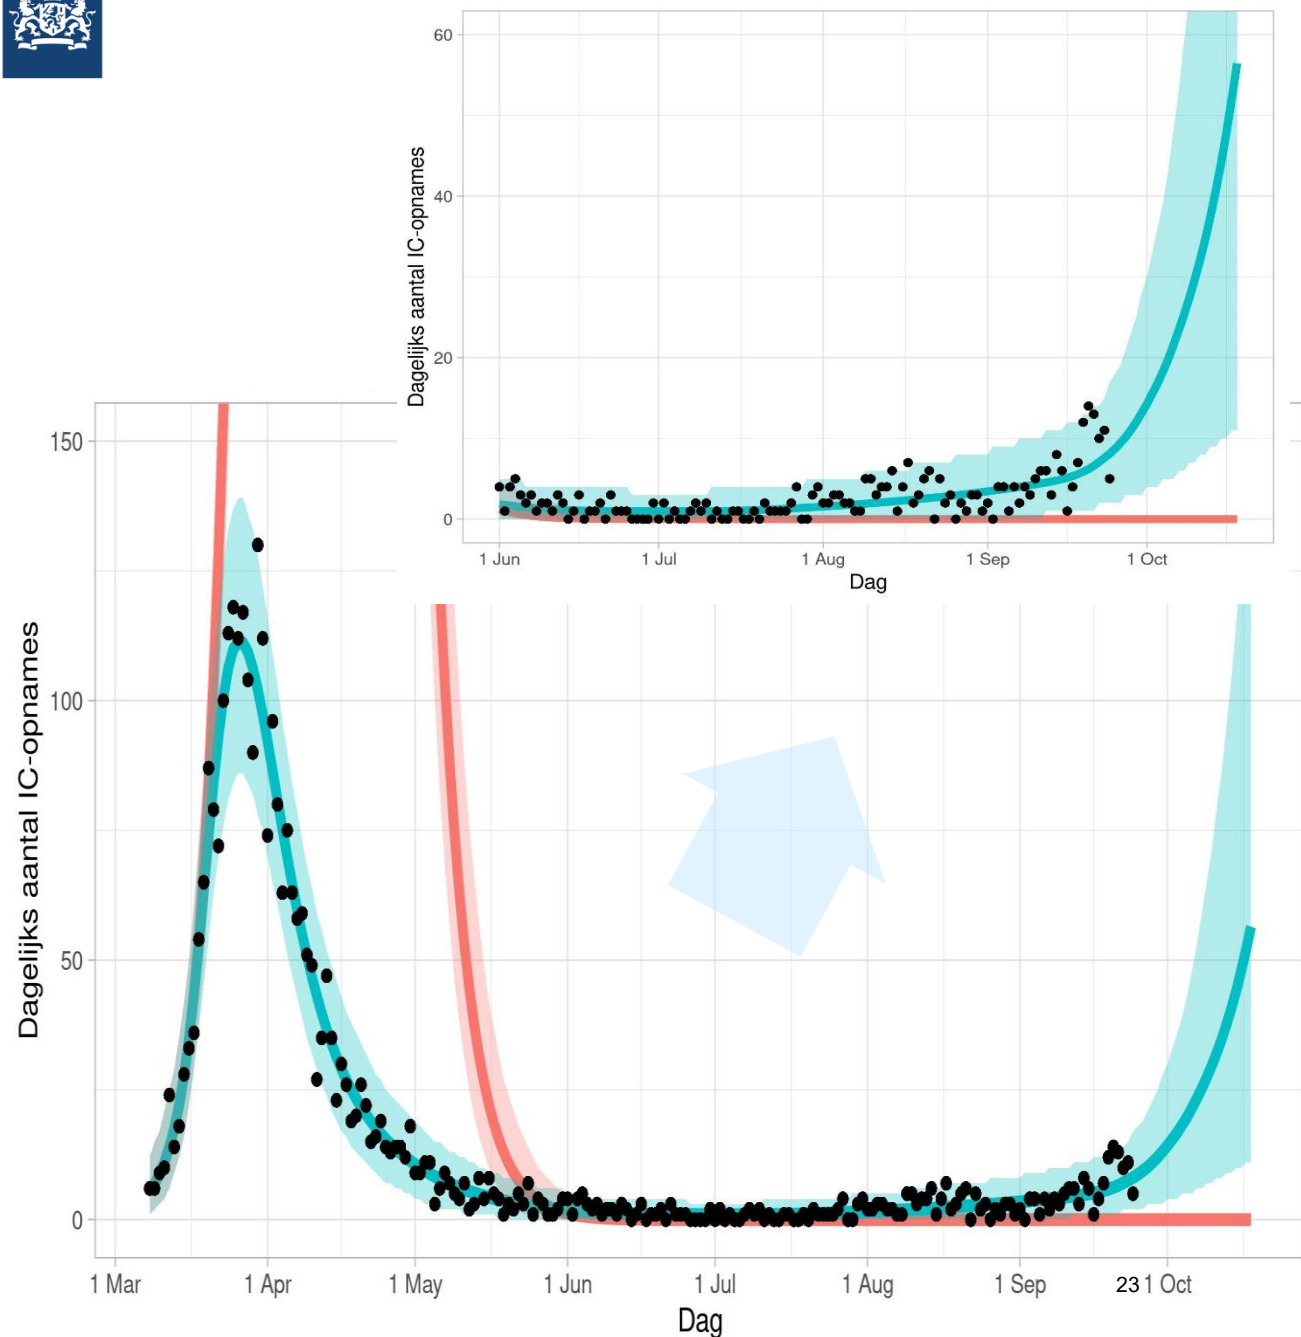 60
40
20
0
Dagelijks aantal IC-opnames
1 Jun
1 Jul
1 Aug
1 Sep
1 Oct
Dag
150
100
50
0
Dagelijks aantal IC-opnames
1 Mar
1 Apr
1 May
1 Jun
1 Jul
1 Aug
1 Sep
23
1 Oct
Dag